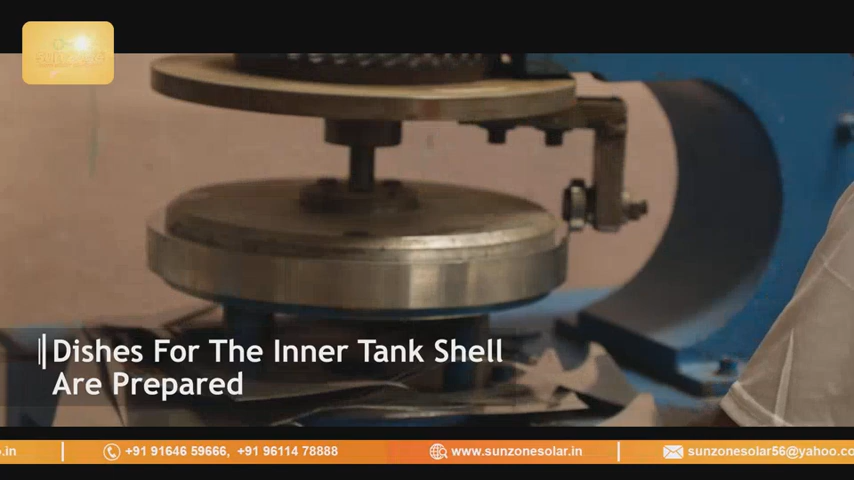 Dishes For The Inner Tank Shell
Are Prepared
.in
+91 91646 59666, +91 96114 78888
www.sunzonesolar.in
sunzonesolar56@yahoo.co